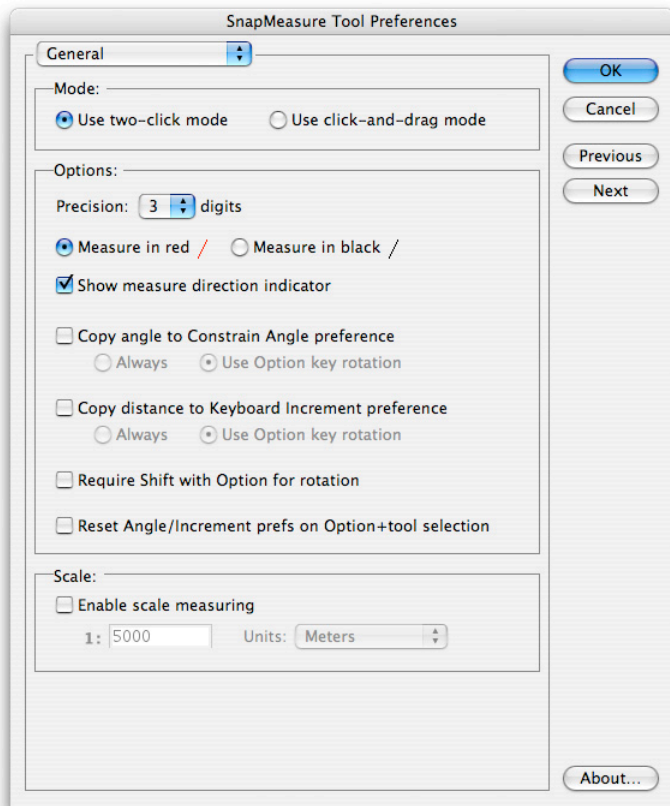 SnapMeasure Tool Preferences
General
OK
Mode:
Use two-click mode Use click-and-drag mode
Cancel
Previous
Next
Options:
Precision: 3 digits
Measure in red / Measure in black /
Show measure direction indicator
Copy angle to Constrain Angle preference
Always Use Option key rotation
Copy distance to Keyboard Increment preference
Always Use Option key rotation
Require Shift with Option for rotation
Reset Angle/Increment prefs on Option+tool selection
Scale:
Enable scale measuring
1: 5000 Units: Meters
About...